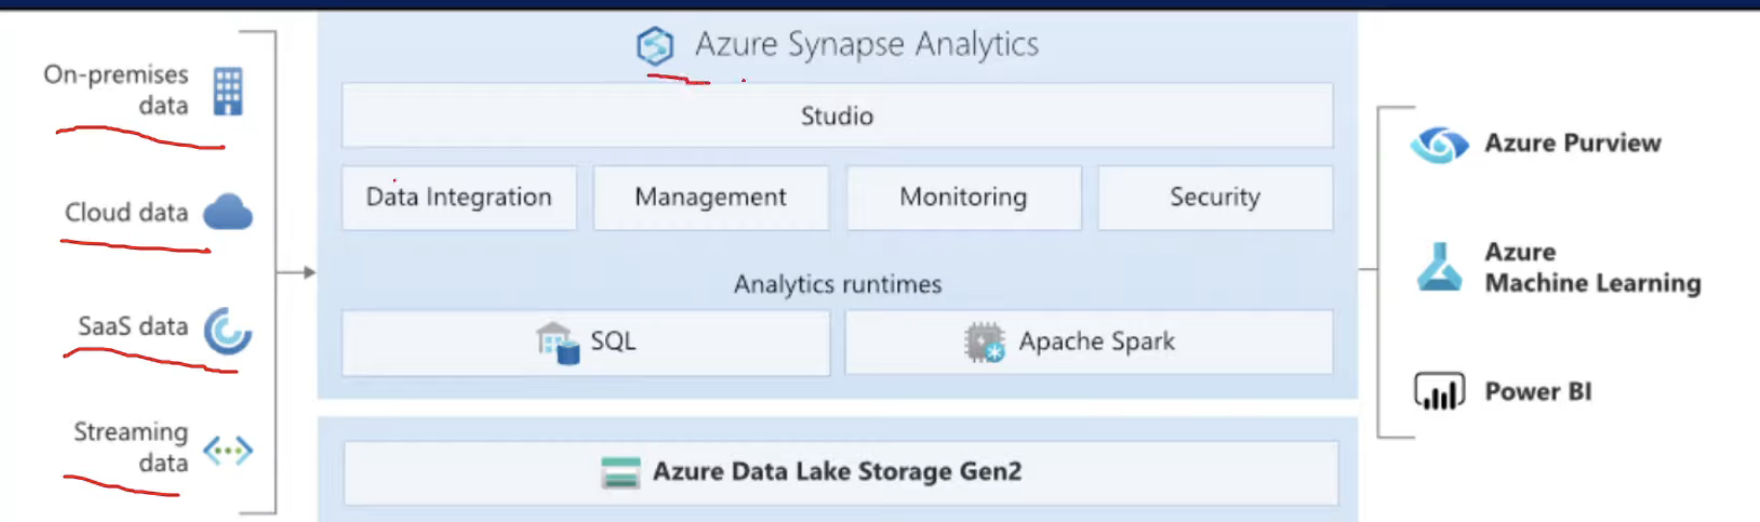 On-premises
data
Cloud data
SaaS data
Streaming
data
Azure Synapse Analytics
Studio
Data Integration
Management
Monitoring
Security
Analytics runtimes
SQL
Apache Spark
Azure Data Lake Storage Gen2
Azure Purview
Azure
Machine Learning
Power BI